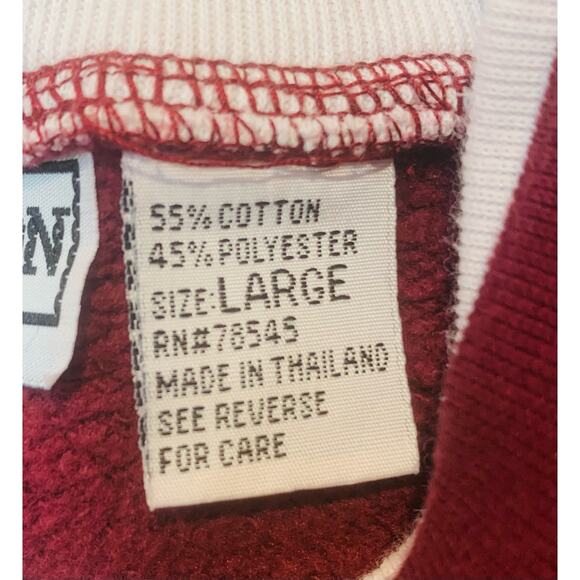 55% COTTON
45% POLYESTER
SIZE: LARGE
RN#78545
MADE IN THAILAND
SEE REVERSE
FOR CARE